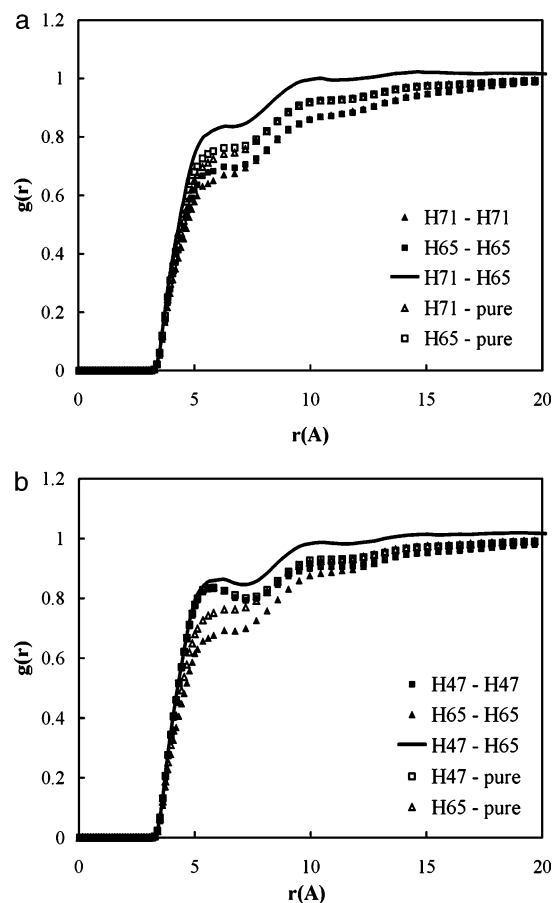 a
1.2
1
0.8
0.6
0.4
0.2
0
g(r)
H71 - H71
H65 - H65
H71 - H65
H71 - pure
H65 - pure
0 5 10 15 20
r(A)
b
1.2
1
0.8
0.6
0.4
0.2
0
g(r)
H47 - H47
H65 - H65
H47 - H65
H47 - pure
H65 - pure
0 5 10 15 20
r(A)